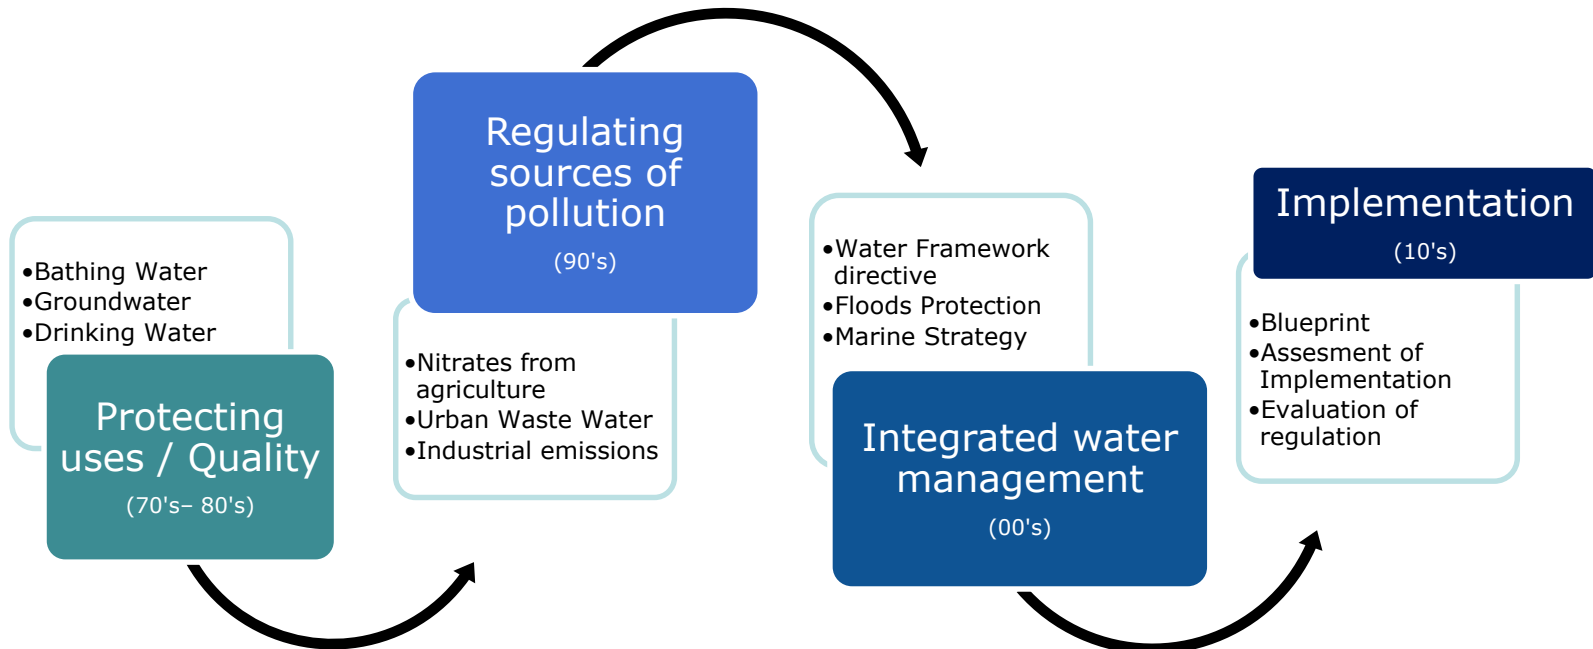 •Bathing Water
•Groundwater
•Drinking Water
Protecting
uses / Quality
(70's– 80's)
Regulating
sources of
pollution
(90's)
•Nitrates from
agriculture
•Urban Waste Water
•Industrial emissions
•Water Framework
directive
•Floods Protection
•Marine Strategy
Integrated water
management
(00's)
Implementation
(10's)
•Blueprint
•Assesment of
Implementation
•Evaluation of
regulation